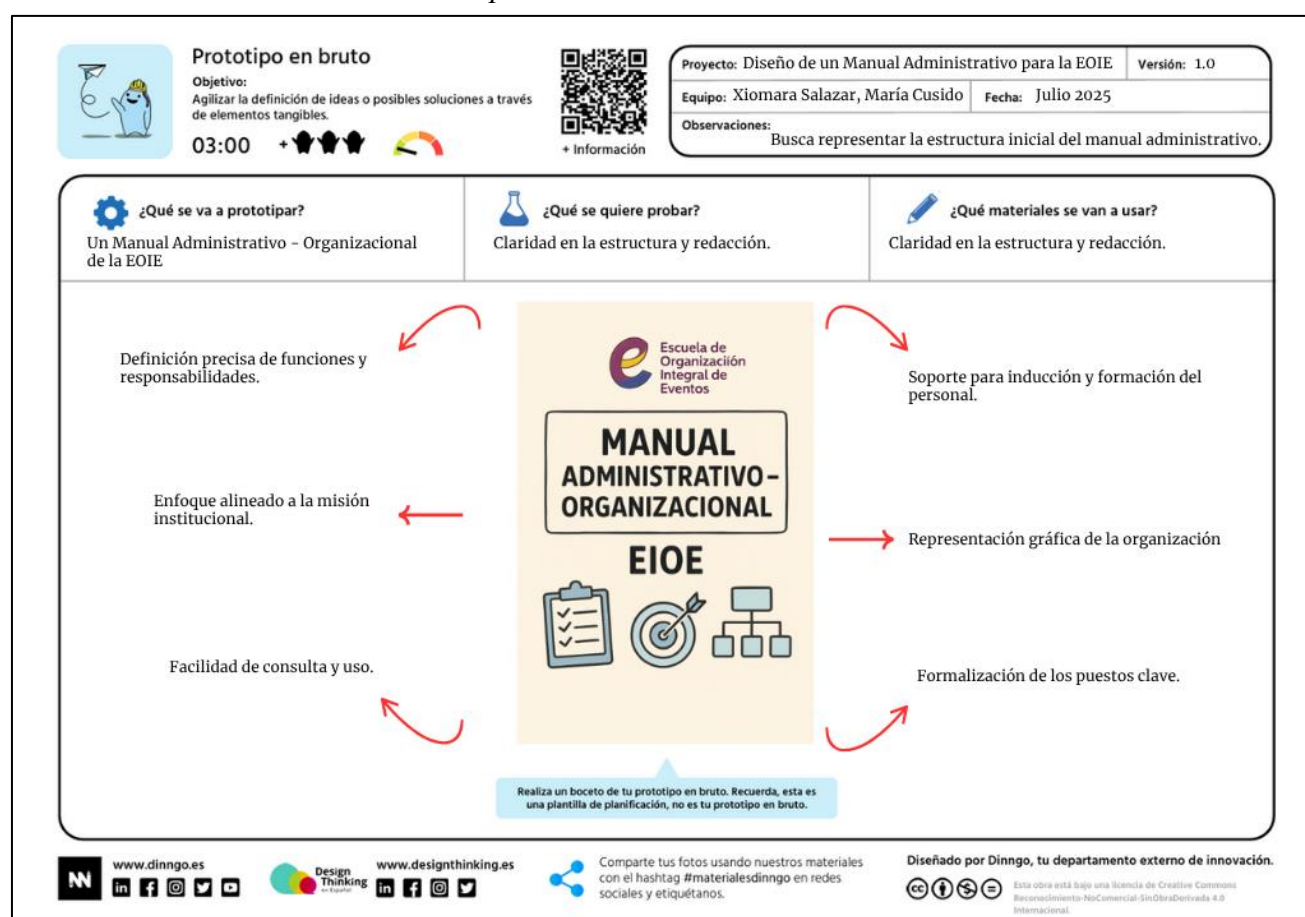 Prototipo en bruto
Objetivo:
Agilizar la definición de ideas o posibles soluciones a través
de elementos tangibles.
03:00 +
+ Información
Proyecto: Diseño de un Manual Administrativo para la EOIE
Versión: 1.0
Equipo: Xiomara Salazar, María Cusido
Fecha: Julio 2025
Observaciones:
Busca representar la estructura inicial del manual administrativo.
¿Qué se va a prototipar?
Un Manual Administrativo – Organizacional
de la EOIE
¿Qué se quiere probar?
Claridad en la estructura y redacción.
¿Qué materiales se van a usar?
Claridad en la estructura y redacción.
Definición precisa de funciones y
responsabilidades.
Enfoque alineado a la misión
institucional.
Facilidad de consulta y uso.
e Escuela de
Organizaciión
Integral de
Eventos
MANUAL
ADMINISTRATIVO–
ORGANIZACIONAL
EIOE
Soporte para inducción y formación del
personal.
Representación gráfica de la organización
Formalización de los puestos clave.
Realiza un boceto de tu prototipo en bruto. Recuerda, esta es
una plantilla de planificación, no es tu prototipo en bruto.
www.dinngo.es
Design
Thinking
en Español
www.designthinking.es
Comparte tus fotos usando nuestros materiales
con el hashtag #materialesdinngo en redes
sociales y etiquétanos.
Diseñado por Dinngo, tu departamento externo de innovación.
Esta obra está bajo una licencia de Creative Commons
Reconocimiento-NoComercial-SinObraDerivada 4.0
Internacional.